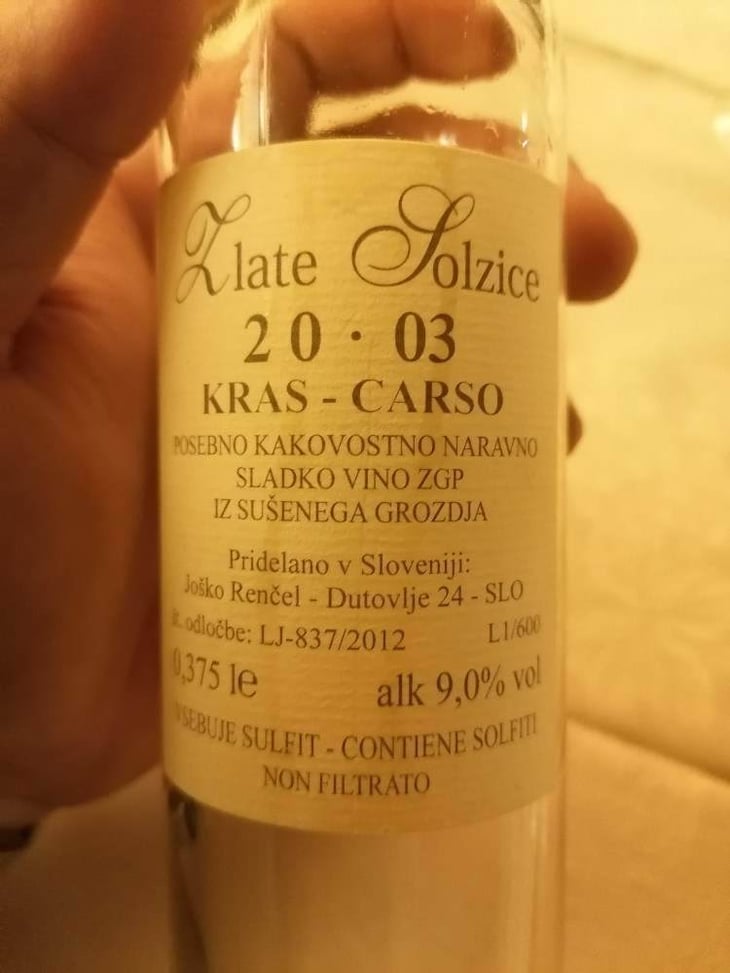 Zlate Solzice
20 · 03
KRAS - CARSO
POSEBNO KAKOVOSTNO NARAVNO
SLADKO VINO ZGP
IZ SUŠENEGA GROZDJA
Pridelano v Sloveniji:
Joško Renčel - Dutovlje 24 - SLO
odločbe: LJ-837/2012 L1/600
0,375 le alk 9,0% vol
SULFIT - CONTIENE SOLFITI
NON FILTRATO